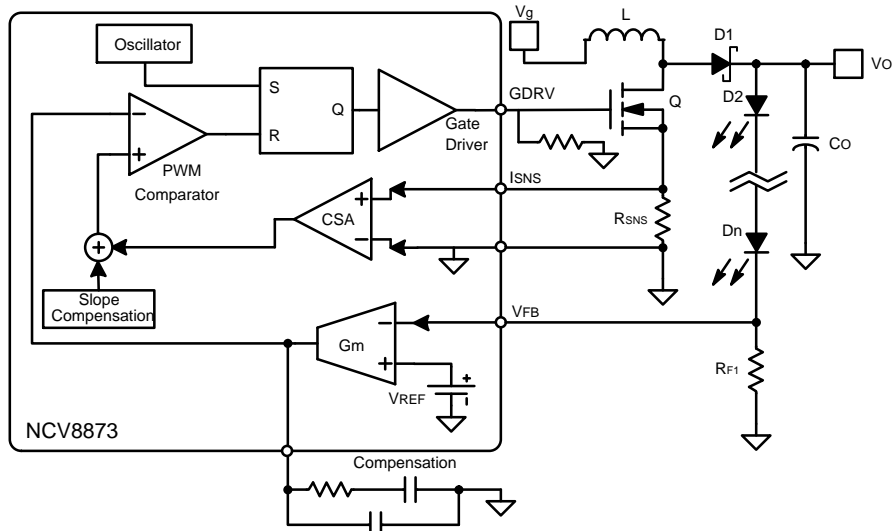 Oscillator
S
Q
R
−
+
PWM
Comparator
Gate
Driver
GDRV
Vg
L
Q
D1
VO
D2
CO
ISNS
CSA
+
−
RSNS
Dn
+
Slope
Compensation
VFB
Gm
−
+
VREF
+
RF1
NCV8873
Compensation